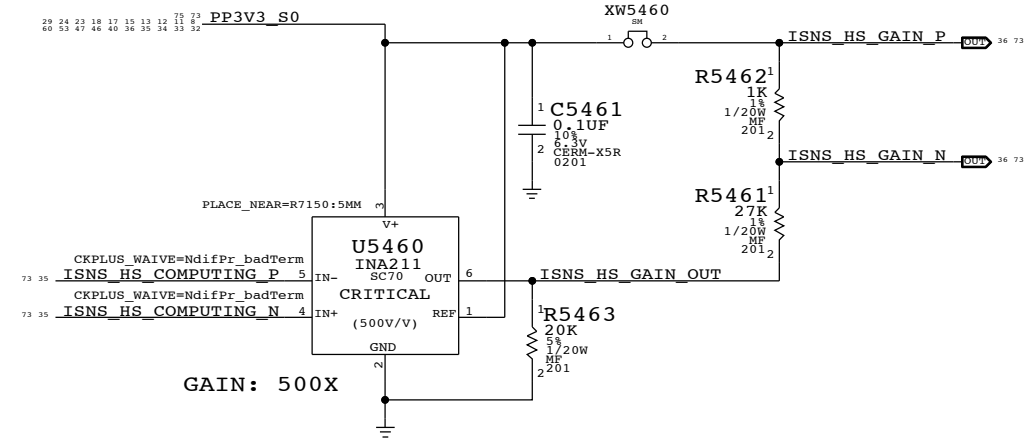 XW5460
SM
75 73 PP3V3_S0
29 24 23 18 17 15 13 12 11 8
60 53 47 46 40 36 35 34 33 32
1 2
ISNS_HS_GAIN_P OUT 36 73
R5462 1
1K
1%
1/20W
MF
201 2
1 C5461
0.1UF
10%
6.3V
2 CERM-X5R
0201
ISNS_HS_GAIN_N OUT 36 73
R5461 1
27K
1%
1/20W
MF
201 2
PLACE_NEAR=R7150:5MM 3
V+
U5460
INA211
SC70
CRITICAL
(500V/V)
GND
CKPLUS_WAIVE=NdifPr_badTerm
73 35 ISNS_HS_COMPUTING_P 5 IN- OUT 6 ISNS_HS_GAIN_OUT
CKPLUS_WAIVE=NdifPr_badTerm
73 35 ISNS_HS_COMPUTING_N 4 IN+ REF 1
1 R5463
20K
5%
1/20W
MF
2 201
2
GAIN: 500X